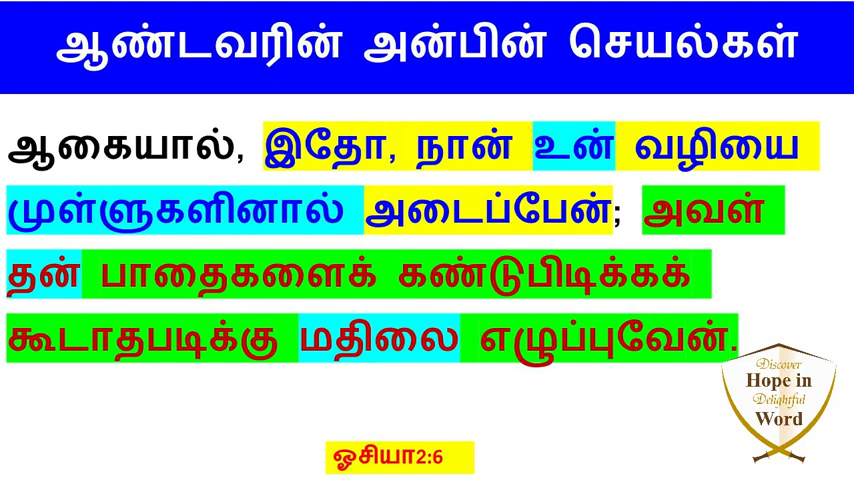 ஆண்டவரின் அன்பின் செயல்கள்
ஆகையால், இதோ, நான் உன் வழியை
முள்ளுகளினால் அடைப்பேன்; அவள்
தன் பாதைகளைக் கண்டுபிடிக்கக்
கூடாதபடிக்கு மதிலை எழுப்புவேன்.
Discover
Hope in
Delightful
Word
ஓசியா2:6